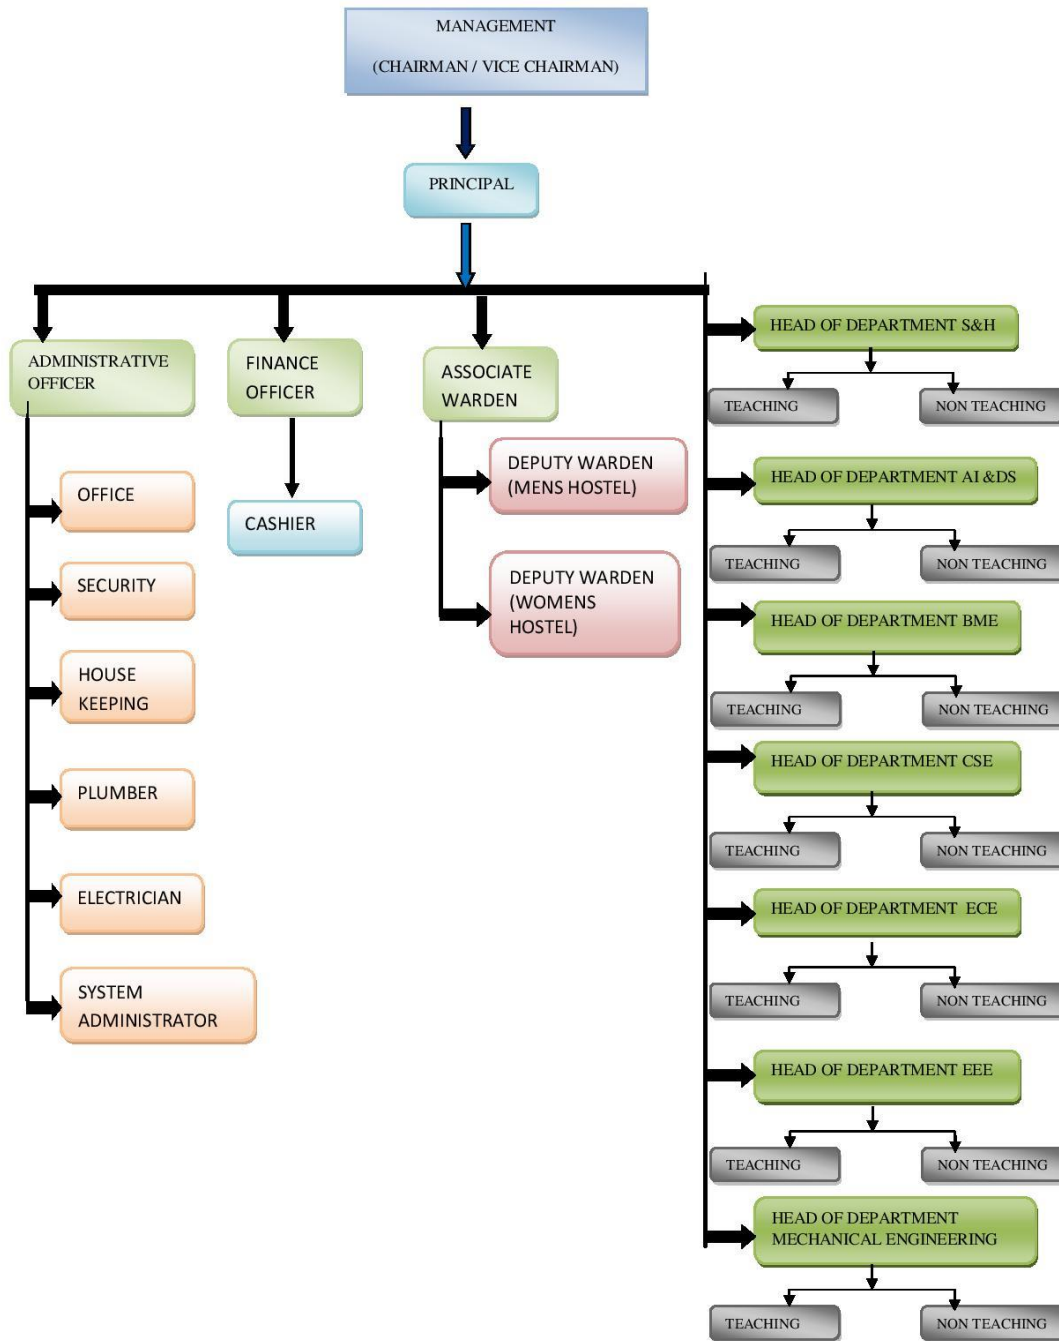 MANAGEMENT
(CHAIRMAN / VICE CHAIRMAN)
PRINCIPAL
ADMINISTRATIVE
OFFICER
OFFICE
SECURITY
HOUSE
KEEPING
PLUMBER
ELECTRICIAN
SYSTEM
ADMINISTRATOR
FINANCE
OFFICER
CASHIER
ASSOCIATE
WARDEN
DEPUTY WARDEN
(MENS HOSTEL)
DEPUTY WARDEN
(WOMENS
HOSTEL)
HEAD OF DEPARTMENT S&H
TEACHING
NON TEACHING
HEAD OF DEPARTMENT AI &DS
TEACHING
NON TEACHING
HEAD OF DEPARTMENT BME
TEACHING
NON TEACHING
HEAD OF DEPARTMENT CSE
TEACHING
NON TEACHING
HEAD OF DEPARTMENT  ECE
TEACHING
NON TEACHING
HEAD OF DEPARTMENT EEE
TEACHING
NON TEACHING
HEAD OF DEPARTMENT
MECHANICAL ENGINEERING
TEACHING
NON TEACHING